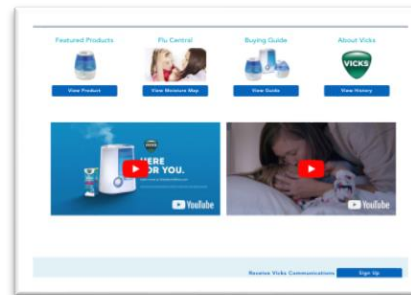 Featured Products
Flu Central
Buying Guide
About Vicks
VICKS
View Product
View Moisture Map
View Guide
View History
VICKS
HERE
FOR YOU.
YouTube
YouTube
Receive Vicks Communications
Sign Up